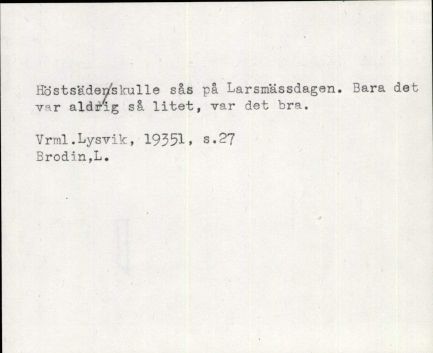 Höstsäden skulle sås på Larsmässdagen. Bara det
var aldrig så litet, var det bra.
Vrml.Lysvik, 19351, s.27
Brodin,L.